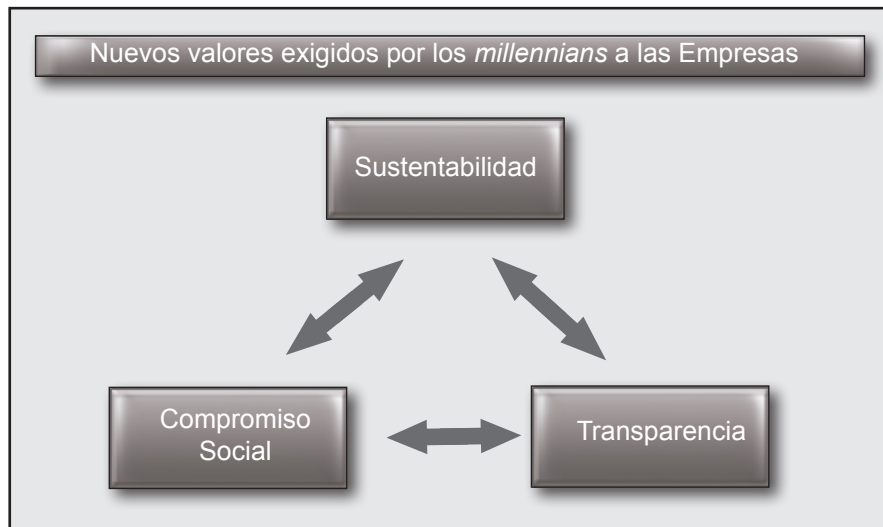 Nuevos valores exigidos por los millennians a las Empresas
Sustentabilidad
Compromiso
Social
Transparencia